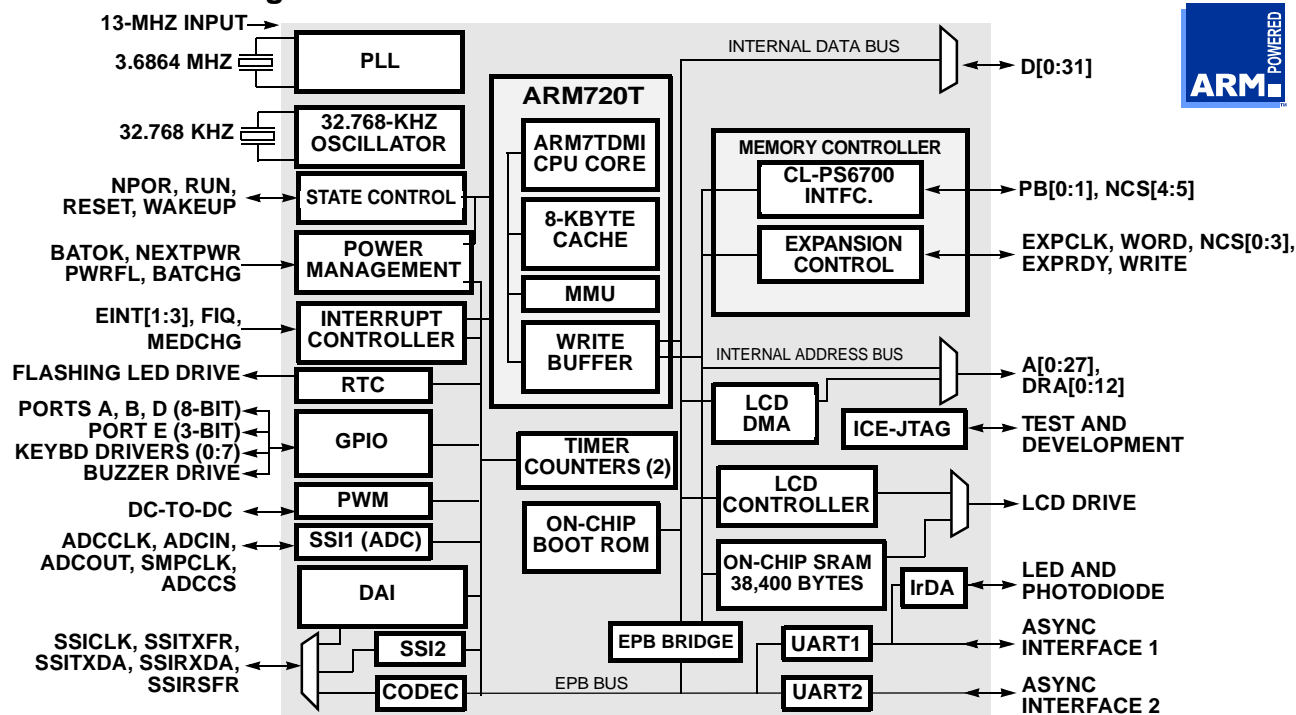 13-MHZ INPUT
3.6864 MHZ
PLL
INTERNAL DATA BUS
D[0:31]
ARM
POWERED
TM
32.768 KHZ
32.768-KHZ
OSCILLATOR
ARM720T
ARM7TDMI
CPU CORE
MEMORY CONTROLLER
CL-PS6700
INTFC.
PB[0:1], NCS[4:5]
NPOR, RUN,
RESET, WAKEUP
STATE CONTROL
8-KBYTE
CACHE
EXPANSION
CONTROL
EXPCLK, WORD, NCS[0:3],
EXPRDY, WRITE
BATOK, NEXTPWR
PWRFL, BATCHG
POWER
MANAGEMENT
MMU
EINT[1:3], FIQ,
MEDCHG
INTERRUPT
CONTROLLER
WRITE
BUFFER
INTERNAL ADDRESS BUS
A[0:27],
DRA[0:12]
FLASHING LED DRIVE
RTC
LCD
DMA
ICE-JTAG
TEST AND
DEVELOPMENT
PORTS A, B, D (8-BIT)
PORT E (3-BIT)
KEYBD DRIVERS (0:7)
BUZZER DRIVE
GPIO
TIMER
COUNTERS (2)
LCD
CONTROLLER
LCD DRIVE
DC-TO-DC
PWM
ON-CHIP
BOOT ROM
ADCCLK, ADCIN,
ADCOUT, SMPCLK,
ADCCS
SSI1 (ADC)
ON-CHIP SRAM
38,400 BYTES
IrDA
LED AND
PHOTODIODE
DAI
SSICLK, SSITXFR,
SSITXDA, SSIRXDA,
SSIRSFR
SSI2
EPB BRIDGE
UART1
ASYNC
INTERFACE 1
CODEC
EPB BUS
UART2
ASYNC
INTERFACE 2